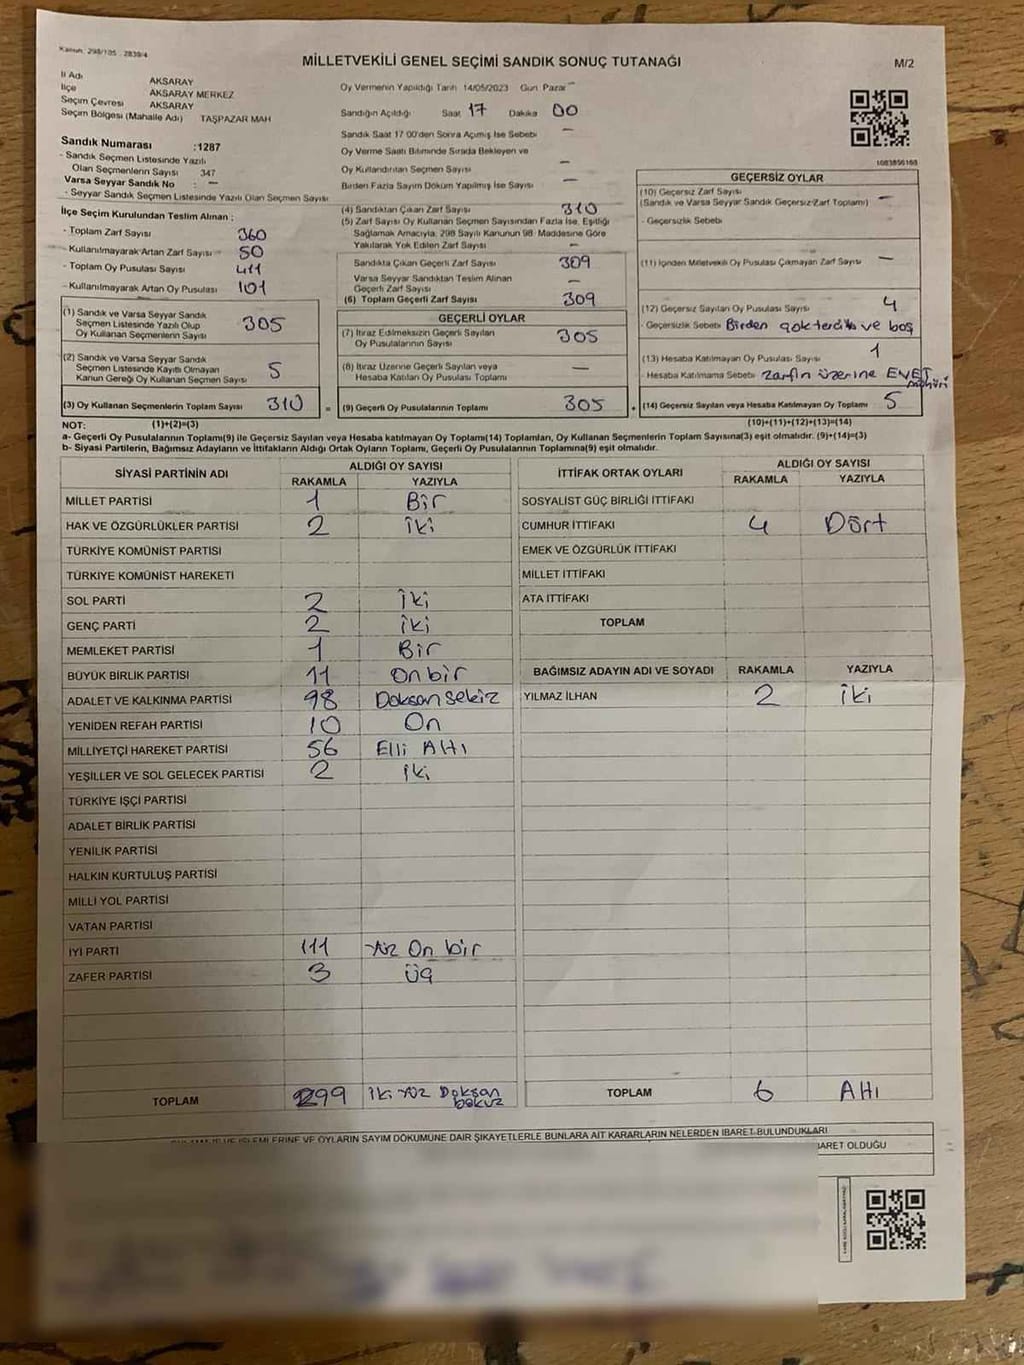 Kanun: 298/105 2839/4
MİLLETVEKİLİ GENEL SEÇİMİ SANDIK SONUÇ TUTANAĞI
M/2
İl Adı AKSARAY
İlçe AKSARAY MERKEZ
Seçim Çevresi AKSARAY
Seçim Bölgesi (Mahalle Adı) TAŞPAZAR MAH
Sandık Numarası :1287
- Sandık Seçmen Listesinde Yazılı
Olan Seçmenlerin Sayısı 347
Varsa Seyyar Sandık No : —
- Seyyar Sandık Seçmen Listesinde Yazılı Olan Seçmen Sayısı
İlçe Seçim Kurulundan Teslim Alınan :
- Toplam Zarf Sayısı 360
- Kullanılmayarak Artan Zarf Sayısı 50
- Toplam Oy Pusulası Sayısı 411
- Kullanılmayarak Artan Oy Pusulası 101
(1) Sandık ve Varsa Seyyar Sandık
Seçmen Listesinde Yazılı Olup
Oy Kullanan Seçmenlerin Sayısı 305
(2) Sandık ve Varsa Seyyar Sandık
Seçmen Listesinde Kayıtlı Olmayan
Kanun Gereği Oy Kullanan Seçmen Sayısı 5
(3) Oy Kullanan Seçmenlerin Toplam Sayısı 310 =
Oy Vermenin Yapıldığı Tarih 14/05/2023 Gün Pazar
Sandığın Açıldığı Saat 17 Dakika 00
Sandık Saat 17 00'den Sonra Açılmış İse Sebebi —
Oy Verme Saati Bitiminde Sırada Bekleyen ve
Oy Kullandırılan Seçmen Sayısı —
Birden Fazla Sayım Döküm Yapılmış İse Sayısı —
(4) Sandıktan Çıkan Zarf Sayısı 310
(5) Zarf Sayısı Oy Kullanan Seçmen Sayısından Fazla İse, Eşitliği
Sağlamak Amacıyla, 298 Sayılı Kanunun 98. Maddesine Göre
Yakılarak Yok Edilen Zarf Sayısı —
Sandıkta Çıkan Geçerli Zarf Sayısı 309
Varsa Seyyar Sandıktan Teslim Alınan
Geçerli Zarf Sayısı —
(6) Toplam Geçerli Zarf Sayısı 309
GEÇERLİ OYLAR
(7) İtiraz Edilmeksizin Geçerli Sayılan
Oy Pusulalarının Sayısı 305
(8) İtiraz Üzerine Geçerli Sayılan veya
Hesaba Katılan Oy Pusulası Toplamı —
(9) Geçerli Oy Pusulalarının Toplamı 305 +
1083856168
GEÇERSİZ OYLAR
(10) Geçersiz Zarf Sayısı
(Sandık ve Varsa Seyyar Sandık Geçersiz Zarf Toplamı) —
- Geçersizlik Sebebi
(11) İçinden Milletvekili Oy Pusulası Çıkmayan Zarf Sayısı —
(12) Geçersiz Sayılan Oy Pusulası Sayısı 4
- Geçersizlik Sebebi Birden çok terdih ve boş
(13) Hesaba Katılmayan Oy Pusulası Sayısı 1
- Hesaba Katılmama Sebebi Zarfın üzerine EVET mührü
(14) Geçersiz Sayılan veya Hesaba Katılmayan Oy Toplamı 5
NOT: (1)+(2)=(3) (10)+(11)+(12)+(13)=(14)
a- Geçerli Oy Pusulalarının Toplamı(9) ile Geçersiz Sayılan veya Hesaba katılmayan Oy Toplamı(14) Toplamları, Oy Kullanan Seçmenlerin Toplam Sayısına(3) eşit olmalıdır. (9)+(14)=(3)
b- Siyasi Partilerin, Bağımsız Adayların ve İttifakların Aldığı Ortak Oyların Toplamı, Geçerli Oy Pusulalarının Toplamına(9) eşit olmalıdır.
SİYASİ PARTİNİN ADI ALDIĞI OY SAYISI
RAKAMLA YAZIYLA
MİLLET PARTİSİ 1 Bir
HAK VE ÖZGÜRLÜKLER PARTİSİ 2 İki
TÜRKİYE KOMÜNİST PARTİSİ
TÜRKİYE KOMÜNİST HAREKETİ
SOL PARTİ 2 İki
GENÇ PARTİ 2 İki
MEMLEKET PARTİSİ 1 Bir
BÜYÜK BİRLİK PARTİSİ 11 On bir
ADALET VE KALKINMA PARTİSİ 98 Doksan sekiz
YENİDEN REFAH PARTİSİ 10 On
MİLLİYETÇİ HAREKET PARTİSİ 56 Elli Altı
YEŞİLLER VE SOL GELECEK PARTİSİ 2 İki
TÜRKİYE İŞÇİ PARTİSİ
ADALET BİRLİK PARTİSİ
YENİLİK PARTİSİ
HALKIN KURTULUŞ PARTİSİ
MİLLİ YOL PARTİSİ
VATAN PARTİSİ
İYİ PARTİ 111 Yüz On bir
ZAFER PARTİSİ 3 Üç
TOPLAM 299 İki Yüz Doksan Dokuz
İTTİFAK ORTAK OYLARI ALDIĞI OY SAYISI
RAKAMLA YAZIYLA
SOSYALİST GÜÇ BİRLİĞİ İTTİFAKI
CUMHUR İTTİFAKI 4 Dört
EMEK VE ÖZGÜRLÜK İTTİFAKI
MİLLET İTTİFAKI
ATA İTTİFAKI
TOPLAM
BAĞIMSIZ ADAYIN ADI VE SOYADI RAKAMLA YAZIYLA
YILMAZ İLHAN 2 İki
TOPLAM 6 Altı
VE İŞLEMLERİNE VE OYLARIN SAYIM DÖKÜMÜNE DAİR ŞİKAYETLERLE BUNLARA AİT KARARLARIN NELERDEN İBARET BULUNDUKLARI
OLDUĞU